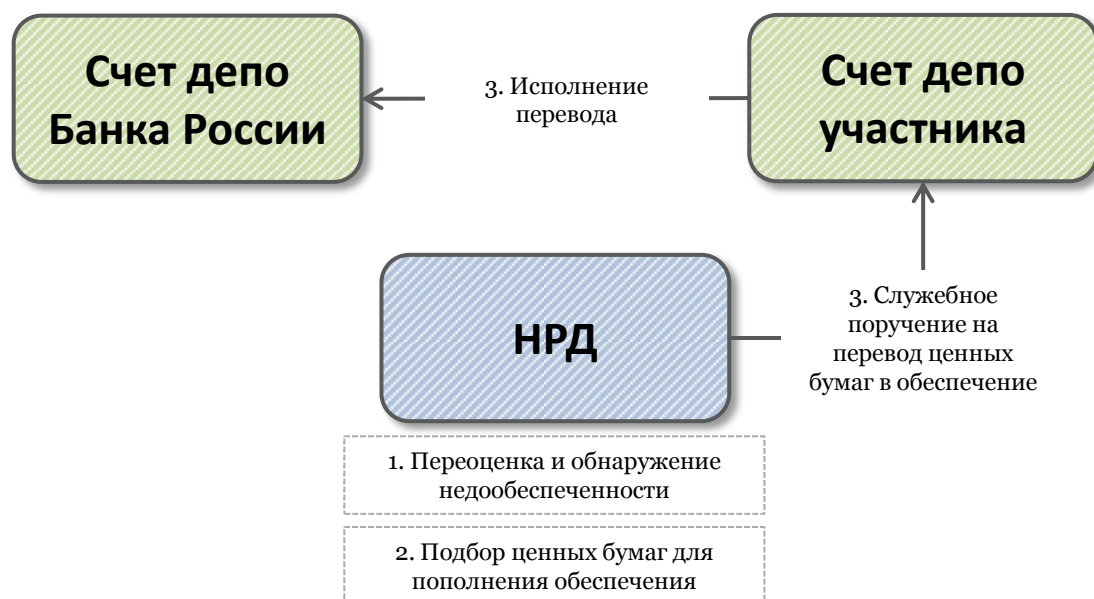 Счет депо
Банка России
3. Исполнение
перевода
Счет депо
участника
НРД
3. Служебное
поручение на
перевод ценных
бумаг в обеспечение
1. Переоценка и обнаружение
недообеспеченности
2. Подбор ценных бумаг для
пополнения обеспечения